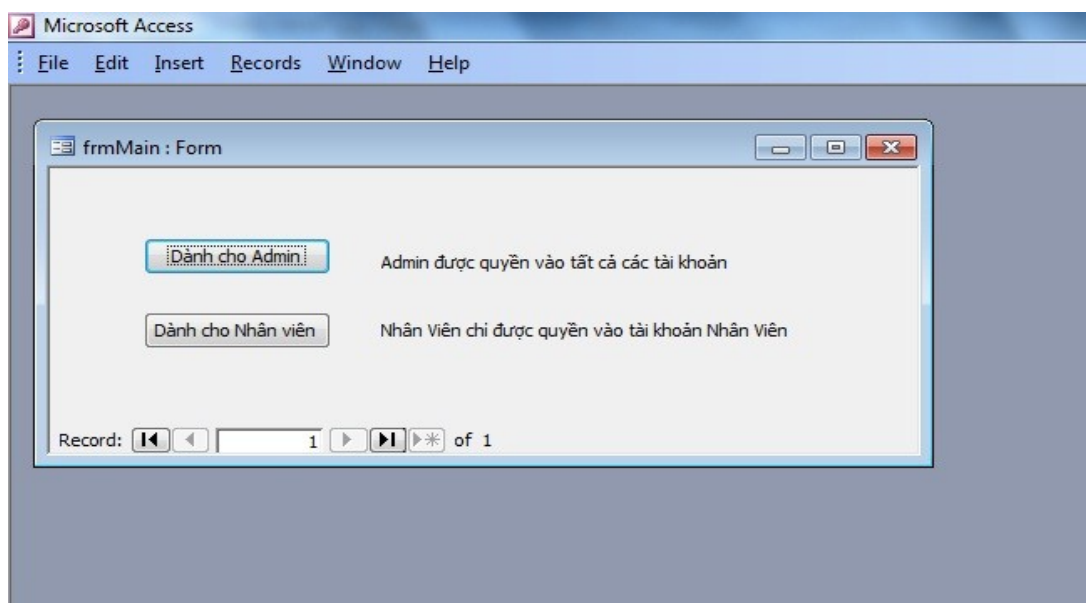 Microsoft Access
File Edit Insert Records Window Help
frmMain : Form
Dành cho Admin Admin được quyền vào tất cả các tài khoản
Dành cho Nhân viên Nhân Viên chỉ được quyền vào tài khoản Nhân Viên
Record: 1 of 1